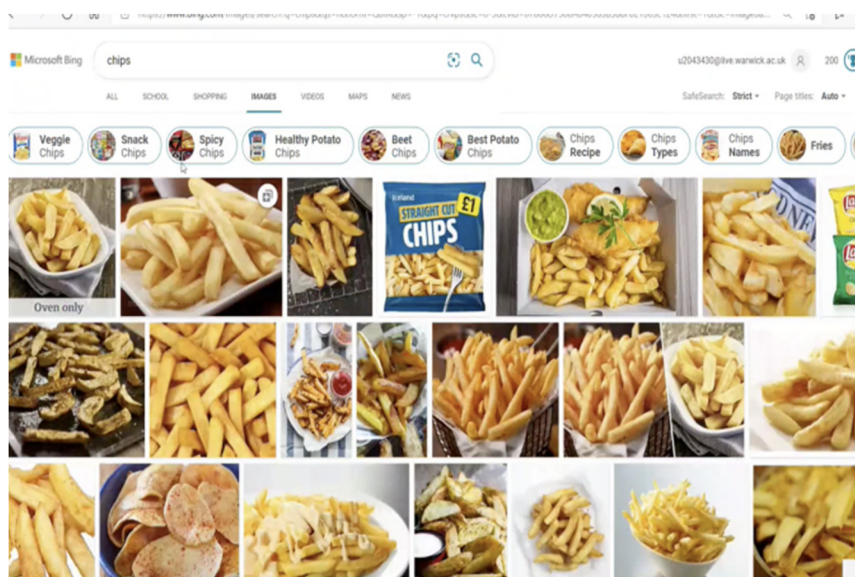 Microsoft Bing
chips
u2043430@live.warwick.ac.uk
200
ALL SCHOOL SHOPPING IMAGES VIDEOS MAPS NEWS
SafeSearch: Strict Page titles: Auto
Veggie Chips
Snack Chips
Spicy Chips
Healthy Potato Chips
Beet Chips
Best Potato Chips
Chips Recipe
Chips Types
Chips Names
Fries
Oven only
Iceland
£1
STRAIGHT CUT
CHIPS